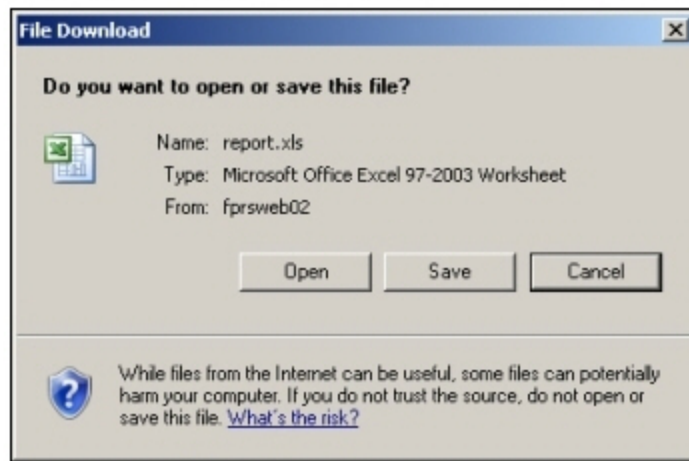 File Download
Do you want to open or save this file?
Name: report.xls
Type: Microsoft Office Excel 97-2003 Worksheet
From: fprsweb02
Open Save Cancel
While files from the Internet can be useful, some files can potentially
harm your computer. If you do not trust the source, do not open or
save this file. What's the risk?